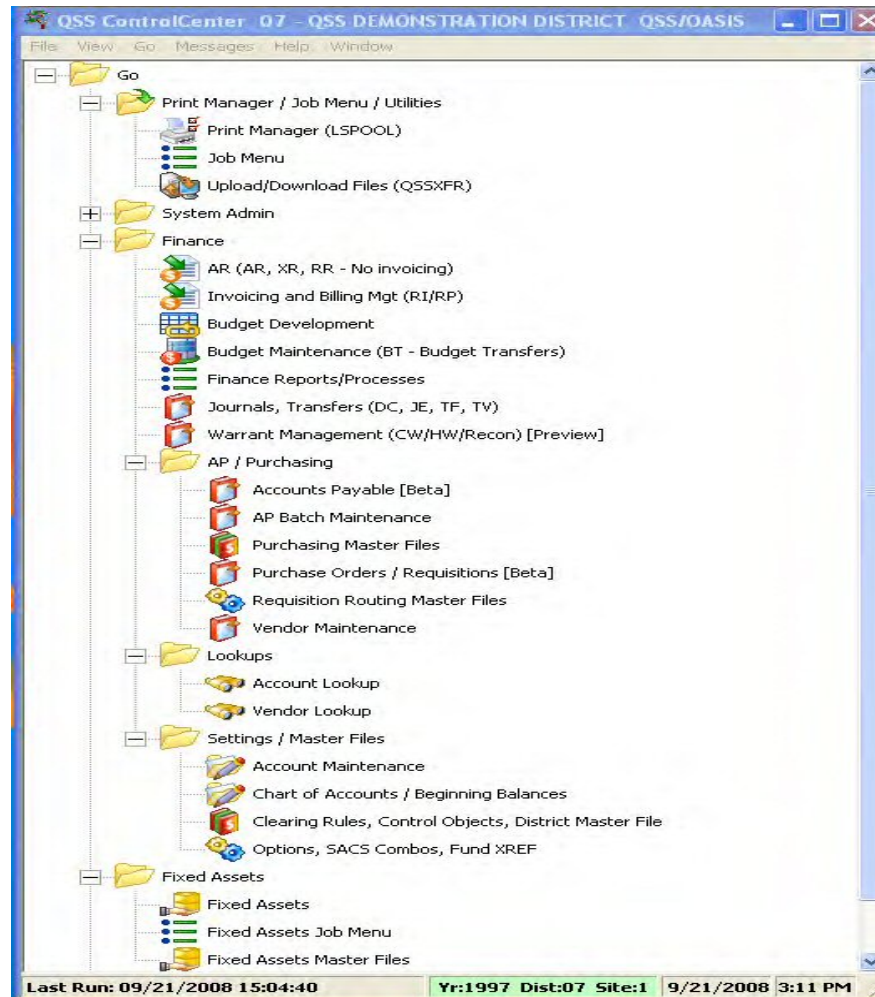 QSS ControlCenter 07 - QSS DEMONSTRATION DISTRICT QSS/OASIS
File View Go Messages Help Window
Go
Print Manager / Job Menu / Utilities
Print Manager (LSPOOL)
Job Menu
Upload/Download Files (QSSXFR)
System Admin
Finance
AR (AR, XR, RR - No invoicing)
Invoicing and Billing Mgt (RI/RP)
Budget Development
Budget Maintenance (BT - Budget Transfers)
Finance Reports/Processes
Journals, Transfers (DC, JE, TF, TV)
Warrant Management (CW/HW/Recon) [Preview]
AP / Purchasing
Accounts Payable [Beta]
AP Batch Maintenance
Purchasing Master Files
Purchase Orders / Requisitions [Beta]
Requisition Routing Master Files
Vendor Maintenance
Lookups
Account Lookup
Vendor Lookup
Settings / Master Files
Account Maintenance
Chart of Accounts / Beginning Balances
Clearing Rules, Control Objects, District Master File
Options, SACS Combos, Fund XREF
Fixed Assets
Fixed Assets
Fixed Assets Job Menu
Fixed Assets Master Files
Last Run: 09/21/2008 15:04:40 Yr:1997 Dist:07 Site:1 9/21/2008 3:11 PM